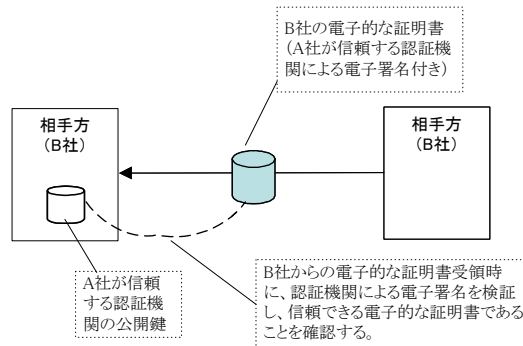 B社の電子的な証明書
（A社が信頼する認証機
関による電子署名付き）
相手方
（B社）
相手方
（B社）
A社が信頼
する認証機
関の公開鍵
B社からの電子的な証明書受領時
に、認証機関による電子署名を検証
し、信頼できる電子的な証明書である
ことを確認する。